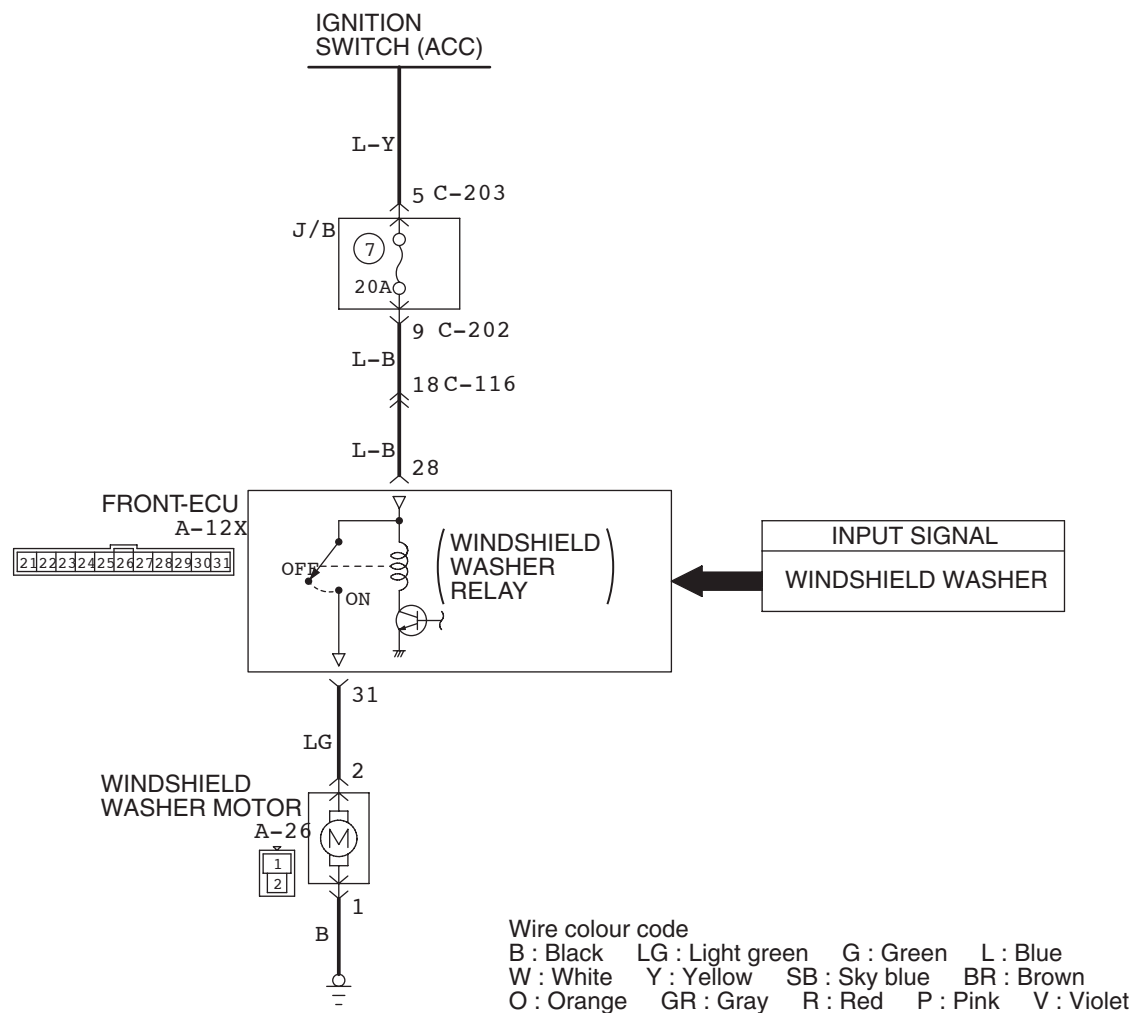 IGNITION
SWITCH (ACC)
L-Y
5 C-203
J/B
7
20A
9 C-202
L-B
18 C-116
L-B
28
FRONT-ECU
A-12X
21 22 23 24 25 26 27 28 29 30 31
OFF
ON
WINDSHIELD
WASHER
RELAY
INPUT SIGNAL
WINDSHIELD WASHER
31
LG
2
WINDSHIELD
WASHER MOTOR
A-26
M
1
2
1
B
Wire colour code
B : Black LG : Light green G : Green L : Blue
W : White Y : Yellow SB : Sky blue BR : Brown
O : Orange GR : Gray R : Red P : Pink V : Violet